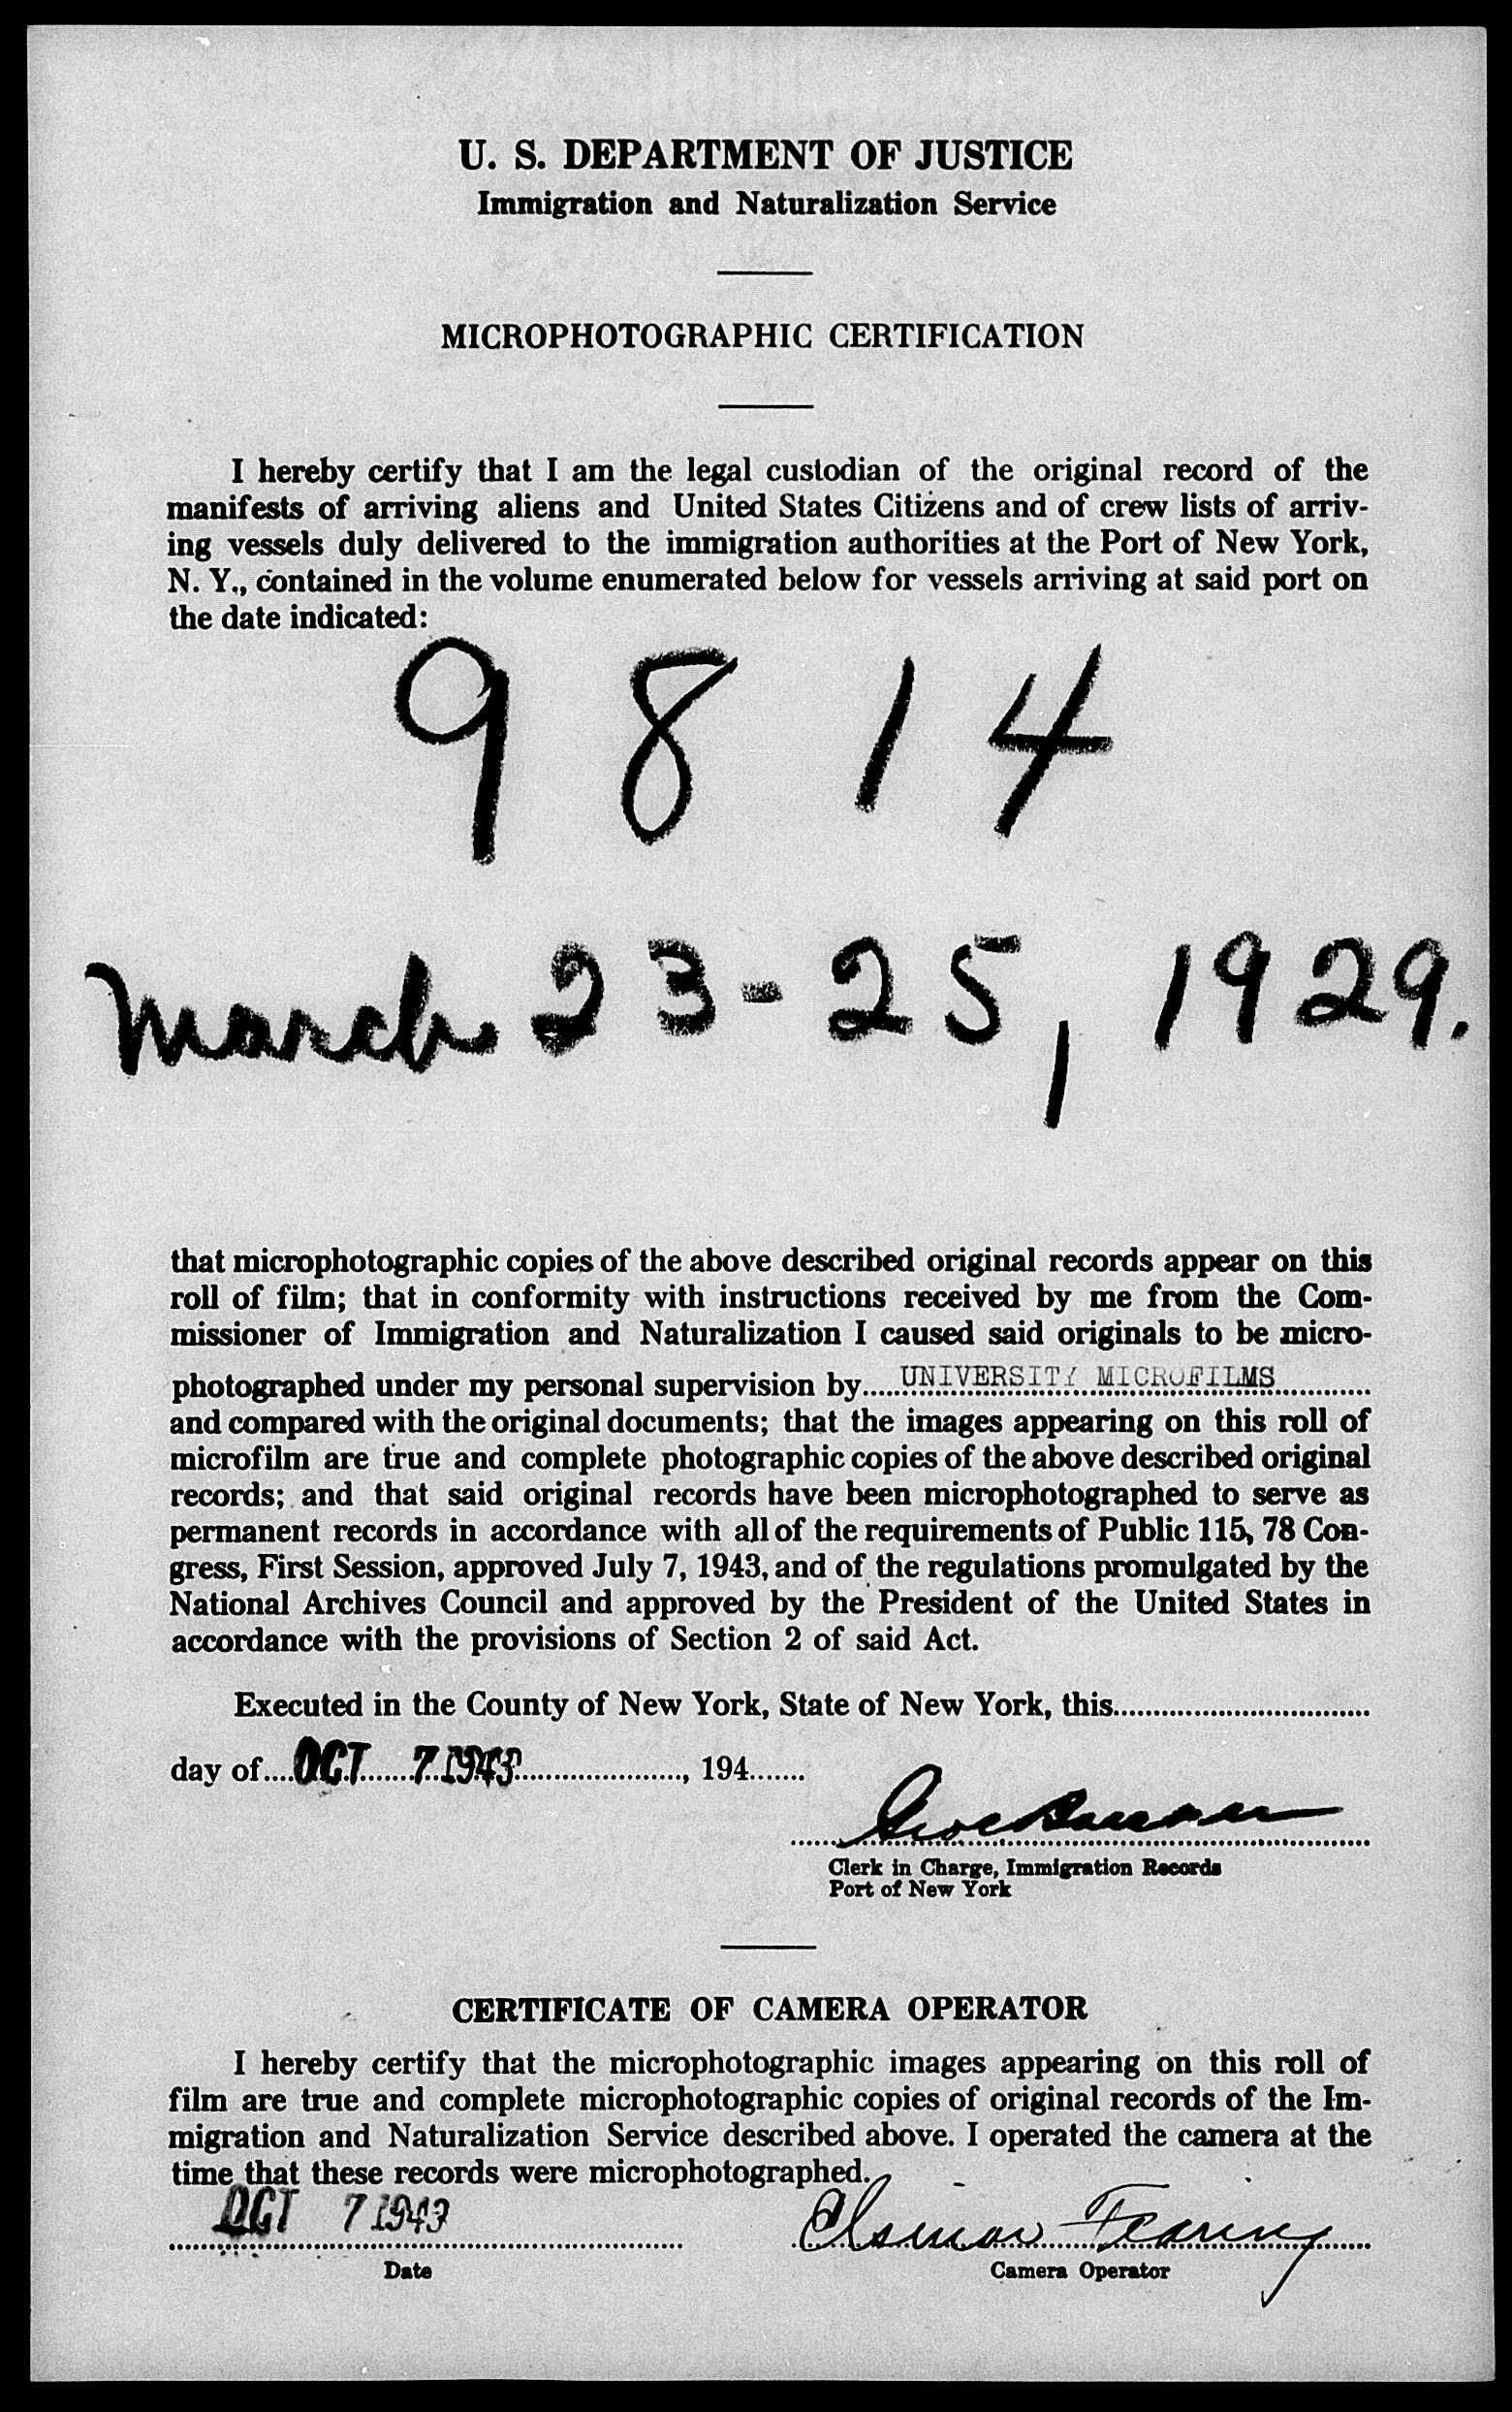 U. S. DEPARTMENT OF JUSTICE
Immigration and Naturalization Service
MICROPHOTOGRAPHIC CERTIFICATION
I hereby certify that I am the legal custodian of the original record of the
manifests of arriving aliens and United States Citizens and of crew lists of arriv-
ing vessels duly delivered to the immigration authorities at the Port of New York,
N. Y., contained in the volume enumerated below for vessels arriving at said port on
the date indicated:
9814
March 23-25, 1929.
that microphotographic copies of the above described original records appear on this
roll of film; that in conformity with instructions received by me from the Com-
missioner of Immigration and Naturalization I caused said originals to be micro-
photographed under my personal supervision by.....UNIVERSITY MICROFILMS............
and compared with the original documents; that the images appearing on this roll of
microfilm are true and complete photographic copies of the above described original
records; and that said original records have been microphotographed to serve as
permanent records in accordance with all of the requirements of Public 115, 78 Con-
gress, First Session, approved July 7, 1943, and of the regulations promulgated by the
National Archives Council and approved by the President of the United States in
accordance with the provisions of Section 2 of said Act.
Executed in the County of New York, State of New York, this................................
day of....OCT 7 1943....................., 194.......
Clerk in Charge, Immigration Records
Port of New York
CERTIFICATE OF CAMERA OPERATOR
I hereby certify that the microphotographic images appearing on this roll of
film are true and complete microphotographic copies of original records of the Im-
migration and Naturalization Service described above. I operated the camera at the
time that these records were microphotographed.
OCT 7 1943
Date
Camera Operator